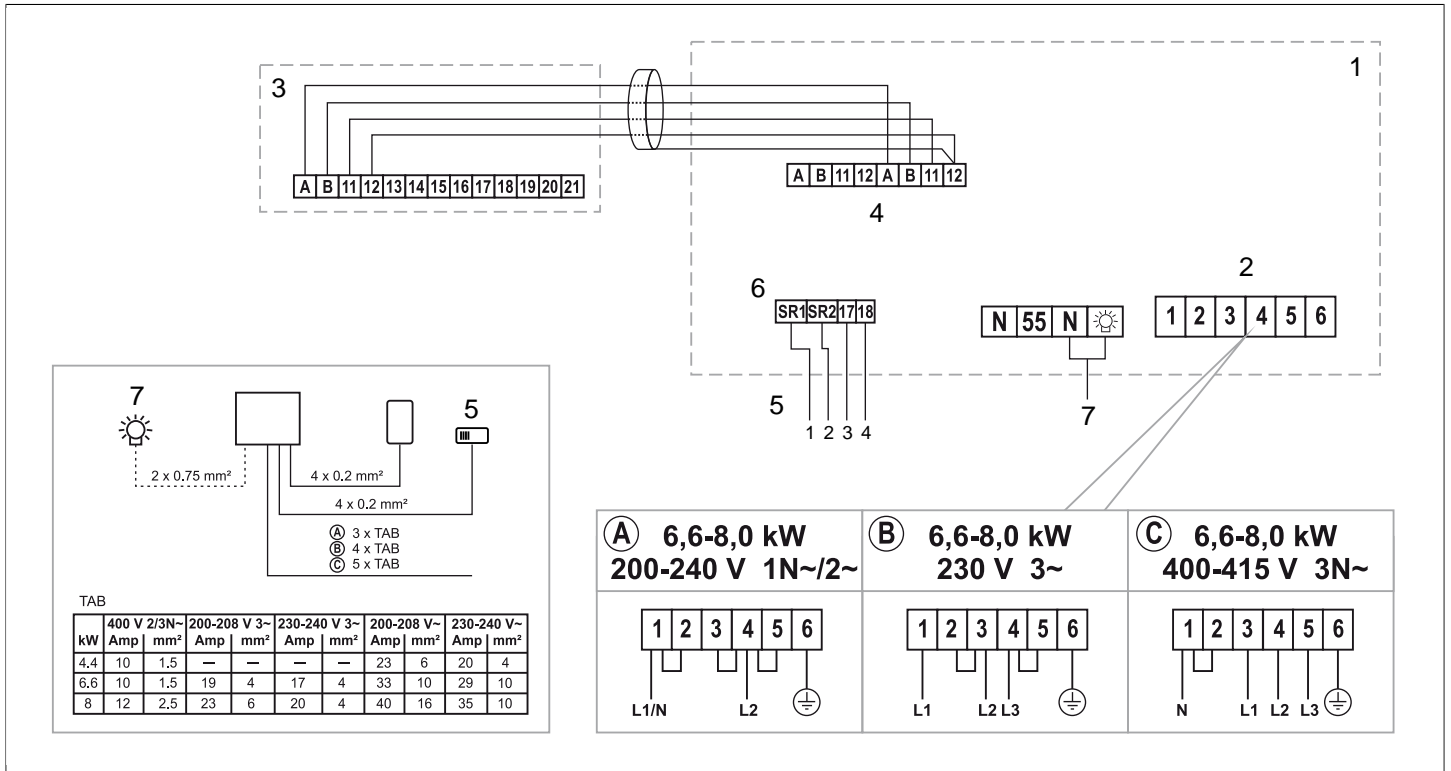 1
3
A B 11 12 13 14 15 16 17 18 19 20 21
A B 11 12 A B 11 12
4
2
1 2 3 4 5 6
6
SR1 SR2 17 18
N 55 N
5
1 2 3 4
7
7
5
2 x 0.75 mm²
4 x 0.2 mm²
4 x 0.2 mm²
A 3 x TAB
B 4 x TAB
C 5 x TAB
TAB
400 V 2/3N~ 200-208 V 3~ 230-240 V 3~ 200-208 V~ 230-240 V~
kW Amp mm² Amp mm² Amp mm² Amp mm² Amp mm²
4.4 10 1.5 — — — — 23 6 20 4
6.6 10 1.5 19 4 17 4 33 10 29 10
8 12 2.5 23 6 20 4 40 16 35 10
A 6,6-8,0 kW
200-240 V 1N~/2~
1 2 3 4 5 6
L1/N L2
B 6,6-8,0 kW
230 V 3~
1 2 3 4 5 6
L1 L2 L3
C 6,6-8,0 kW
400-415 V 3N~
1 2 3 4 5 6
N L1 L2 L3